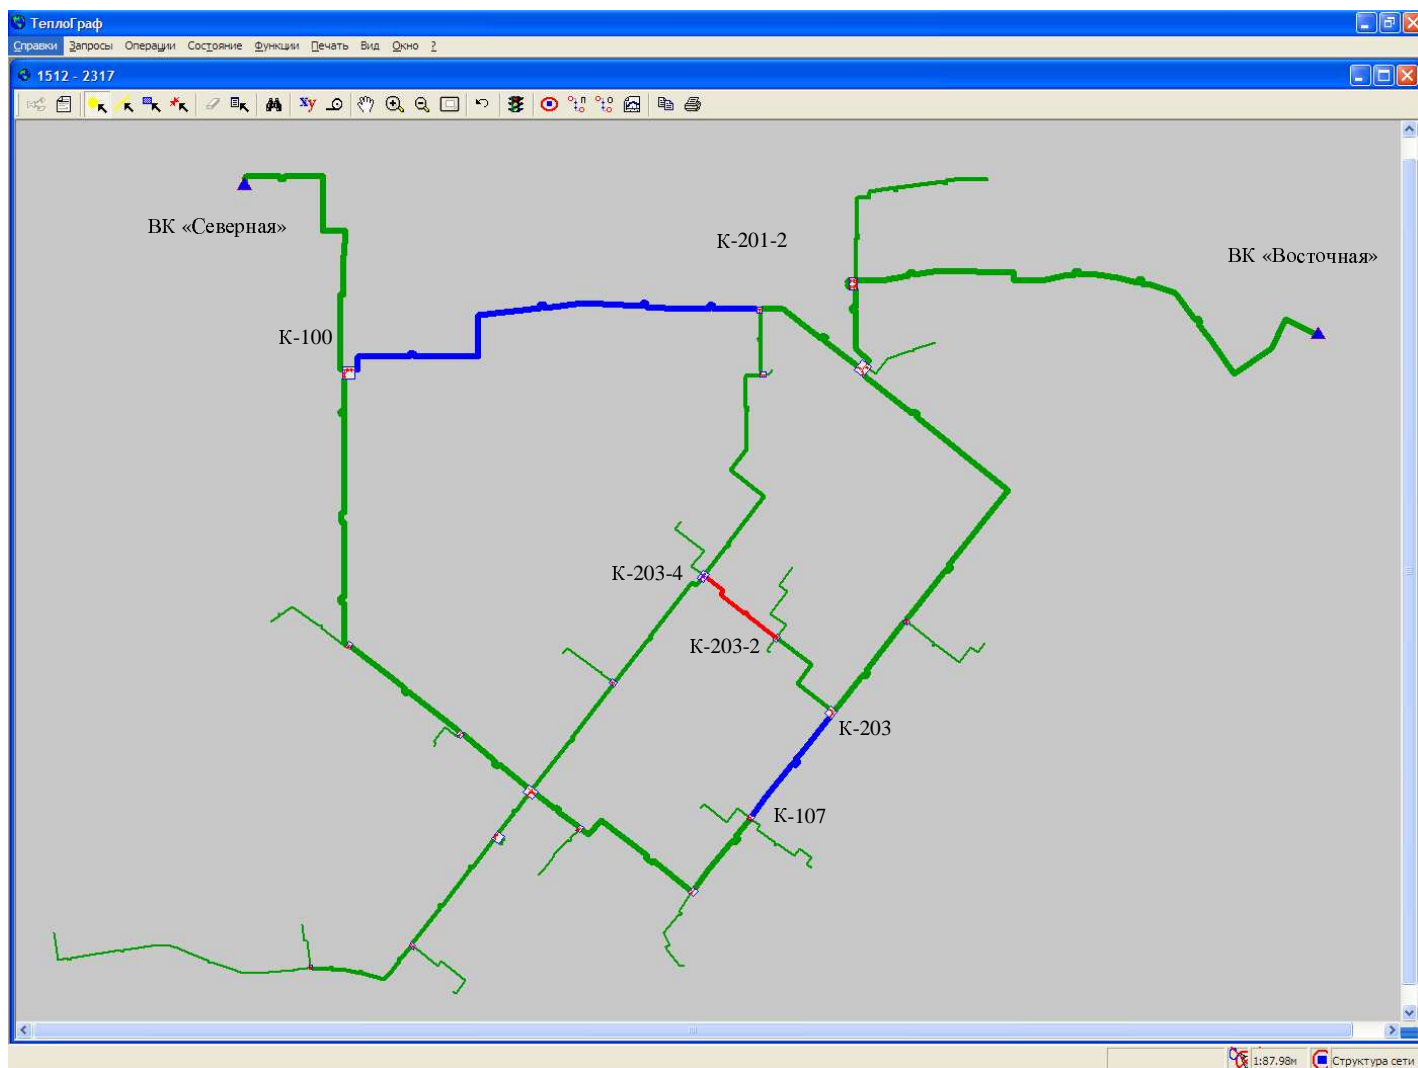 ТеплоГраф
Справки Запросы Операции Состояние Функции Печать Вид Окно ?
1512 - 2317
xy
ВК «Северная»
К-201-2
ВК «Восточная»
К-100
К-203-4
К-203-2
К-203
К-107
1:87.98м Структура сети